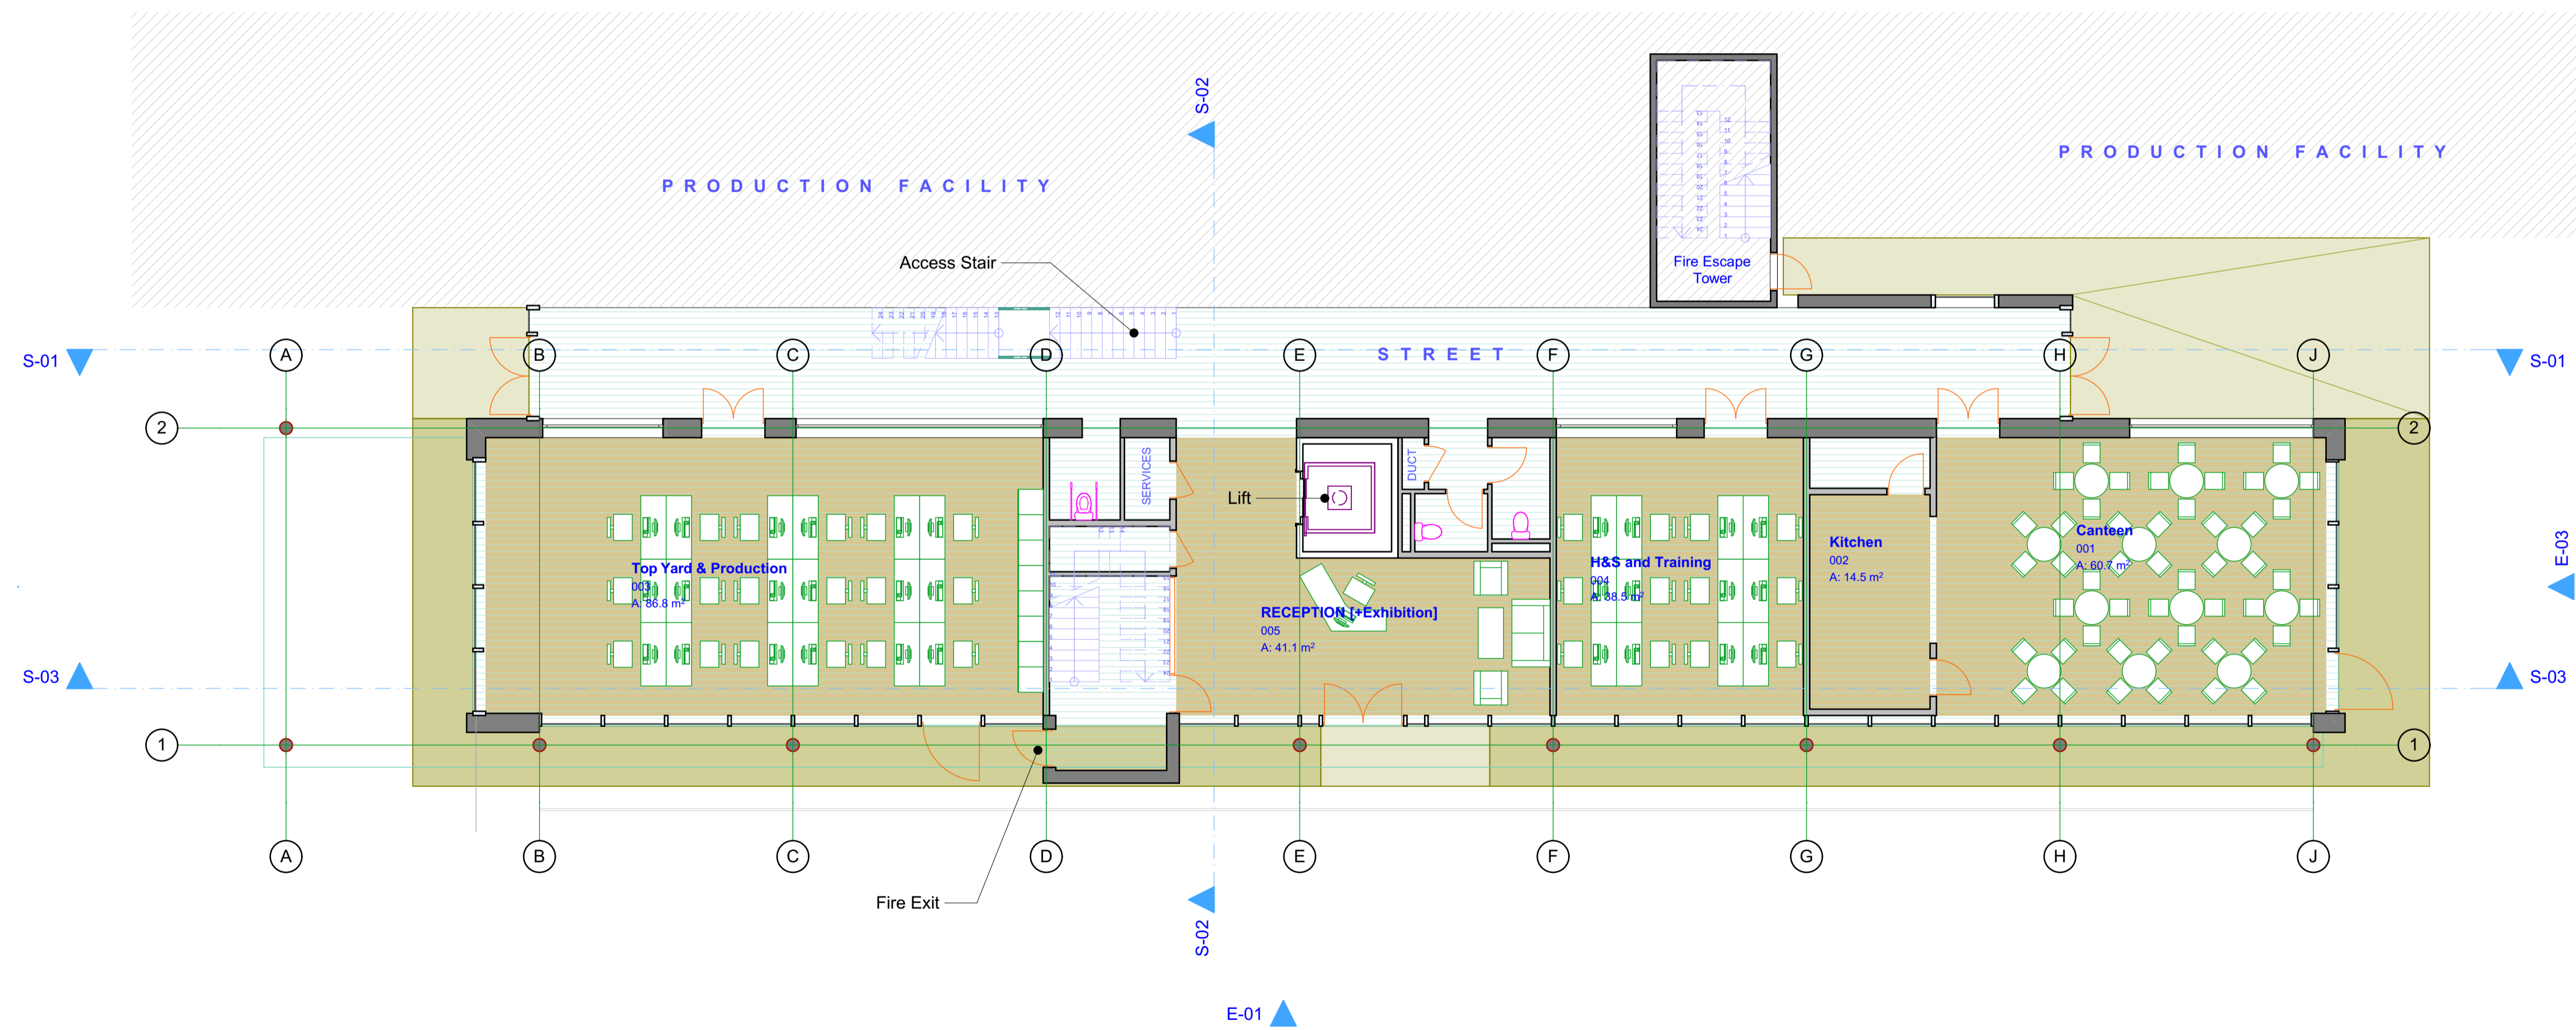 S-02
PRODUCTION FACILITY
PRODUCTION FACILITY
Access Stair
Fire Escape
Tower
S-01
A
B
C
D
E
STREET
F
G
H
J
S-01
2
2
SERVICES
DUCT
Lift
Top Yard & Production
003
A: 86.8 m²
RECEPTION [+Exhibition]
005
A: 41.1 m²
H&S and Training
004
A: 38.5 m²
Kitchen
002
A: 14.5 m²
Canteen
001
A: 60.7 m²
E-03
S-03
S-03
1
1
A
B
C
D
E
F
G
H
J
Fire Exit
S-02
E-01